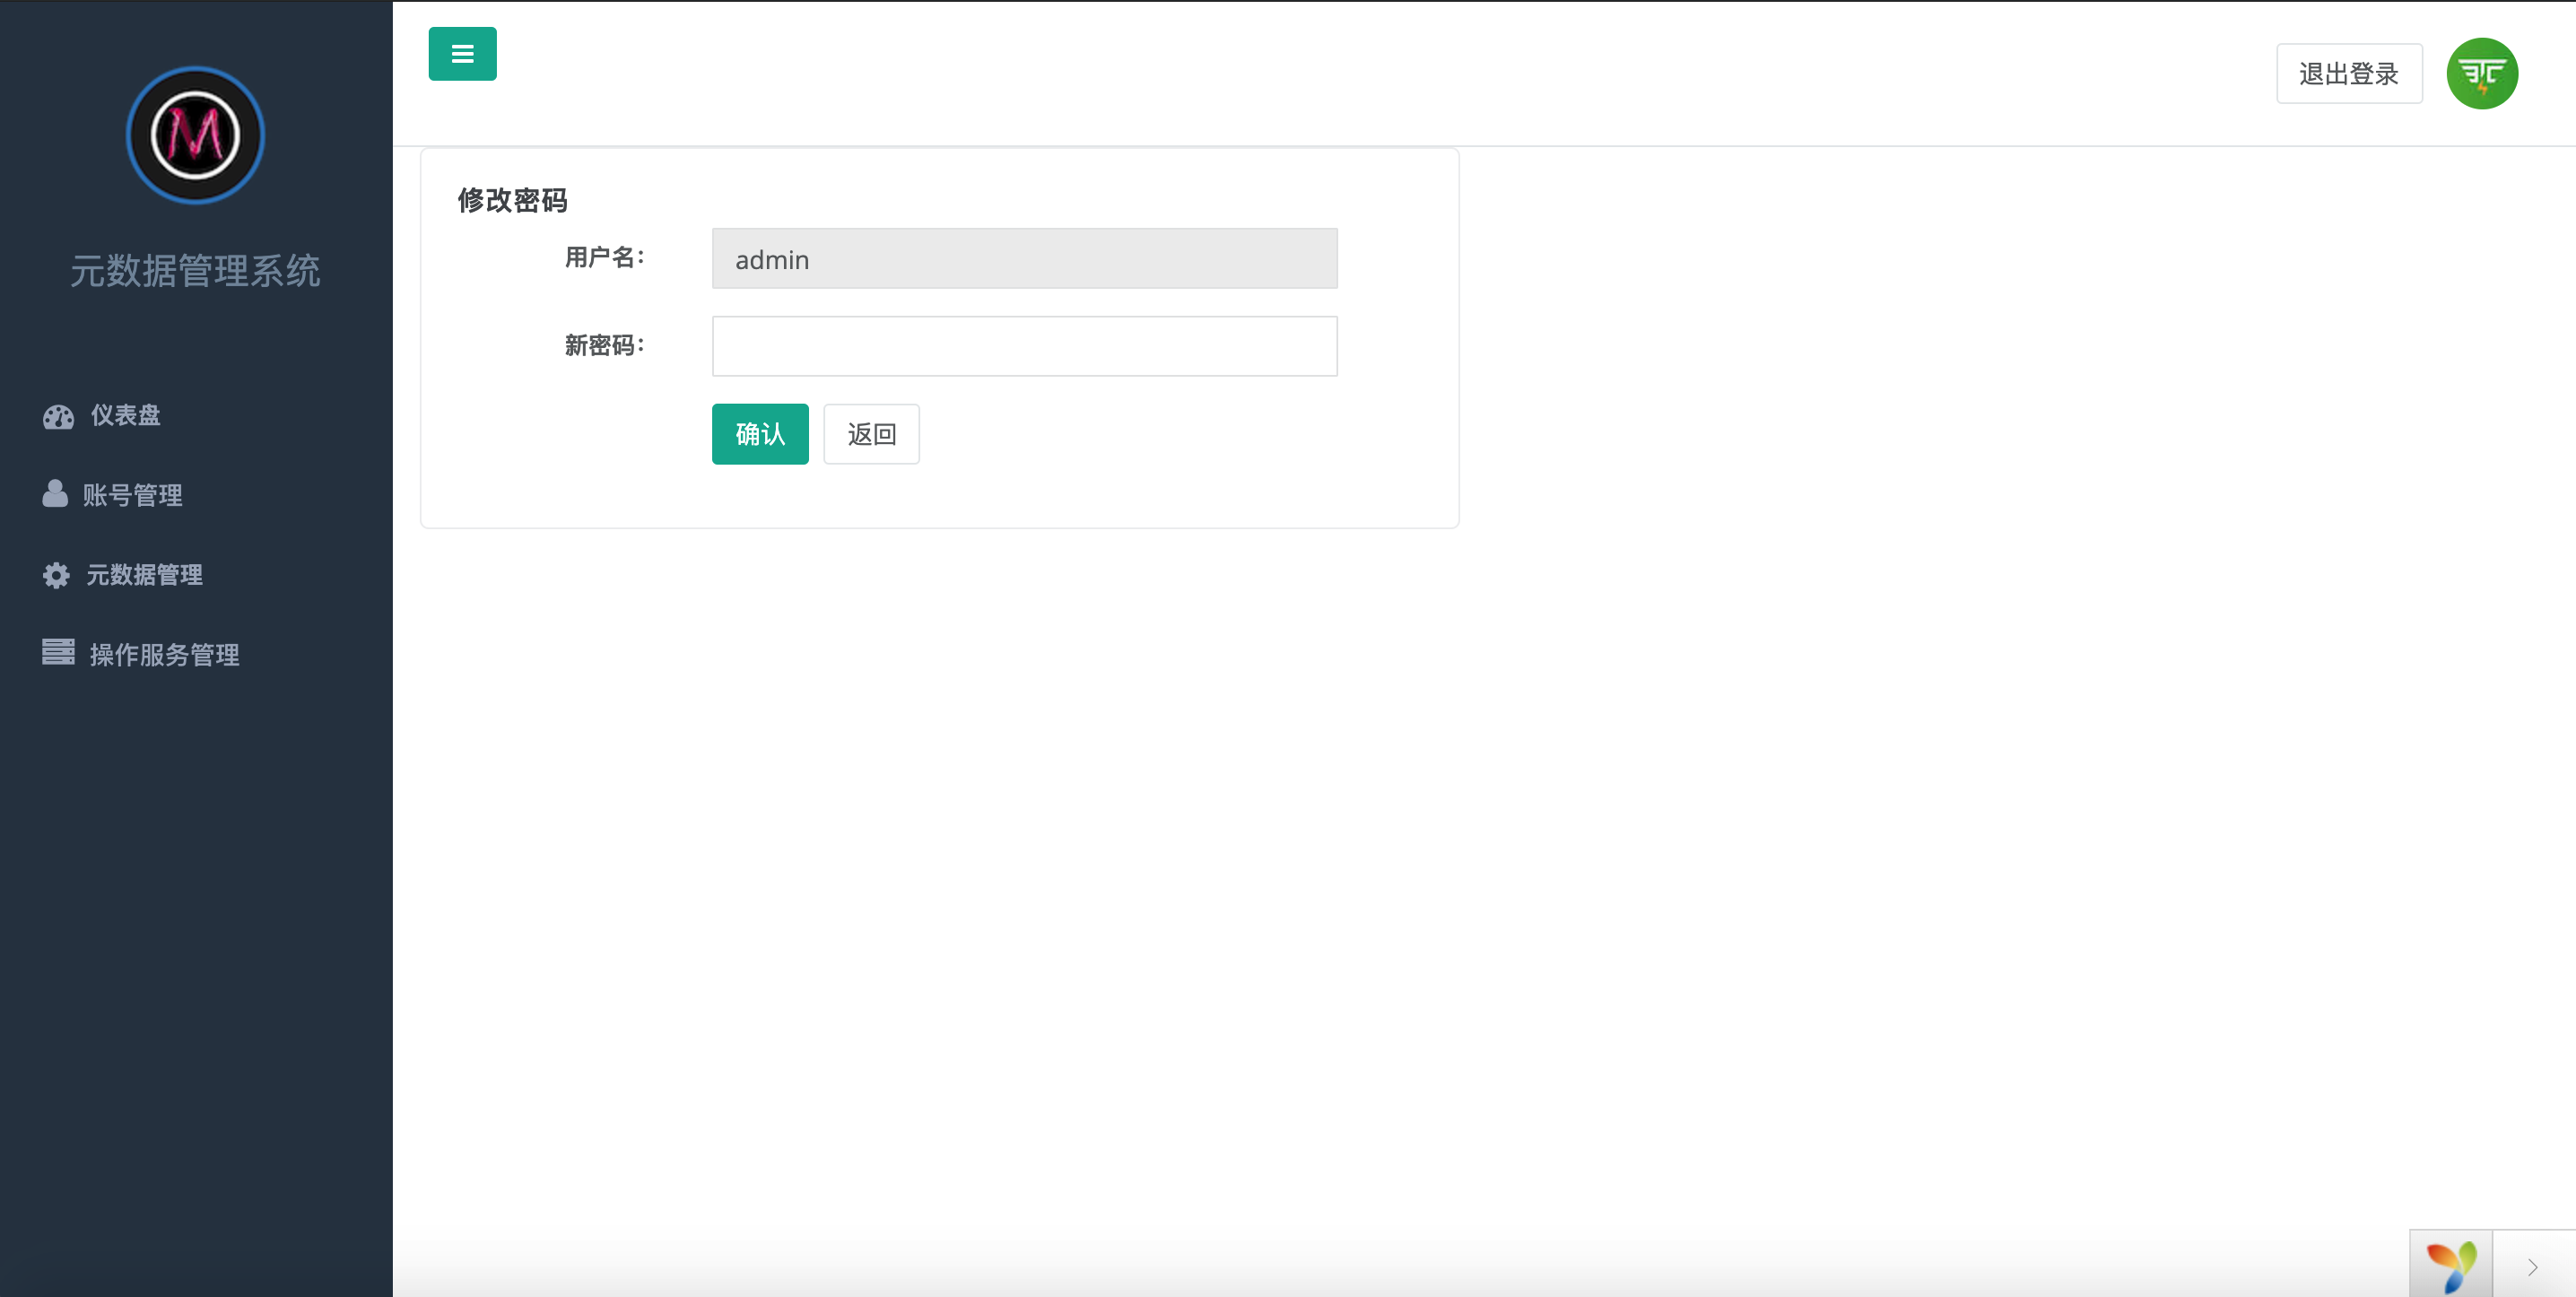 M
元数据管理系统
仪表盘
账号管理
元数据管理
操作服务管理
退出登录
修改密码
用户名:
admin
新密码:
确认
返回